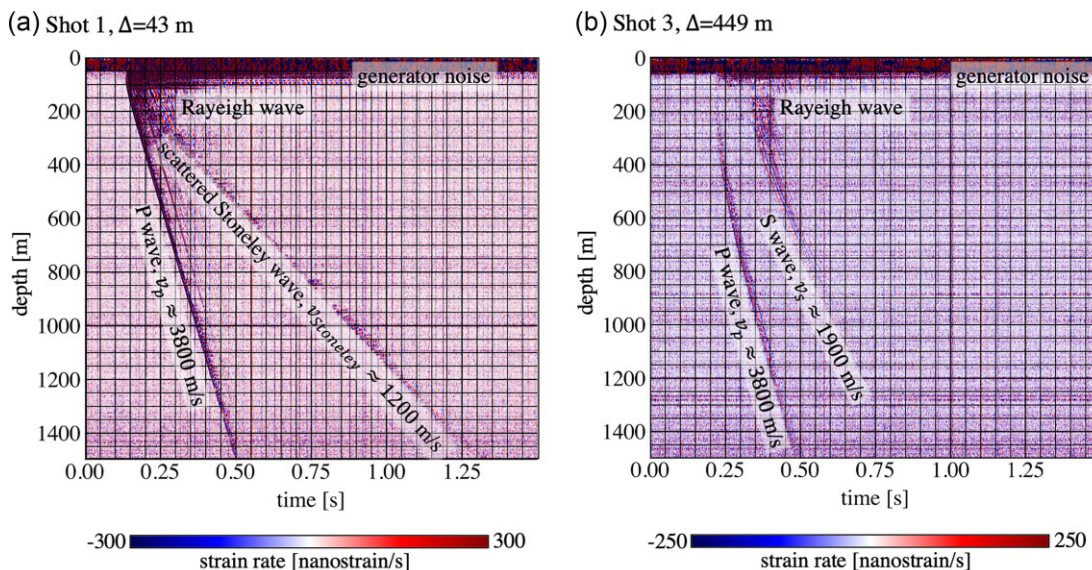 (a) Shot 1, Δ=43 m
0
200
400
600
800
1000
1200
1400
depth [m]
generator noise
Rayeigh wave
scattered Stoneley wave, vStoneley ≈ 1200 m/s
P wave, vp ≈ 3800 m/s
0.00 0.25 0.50 0.75 1.00 1.25
time [s]
-300 300
strain rate [nanostrain/s]
(b) Shot 3, Δ=449 m
0
200
400
600
800
1000
1200
1400
depth [m]
generator noise
Rayeigh wave
S wave, vs ≈ 1900 m/s
P wave, vp ≈ 3800 m/s
0.00 0.25 0.50 0.75 1.00 1.25
time [s]
-250 250
strain rate [nanostrain/s]